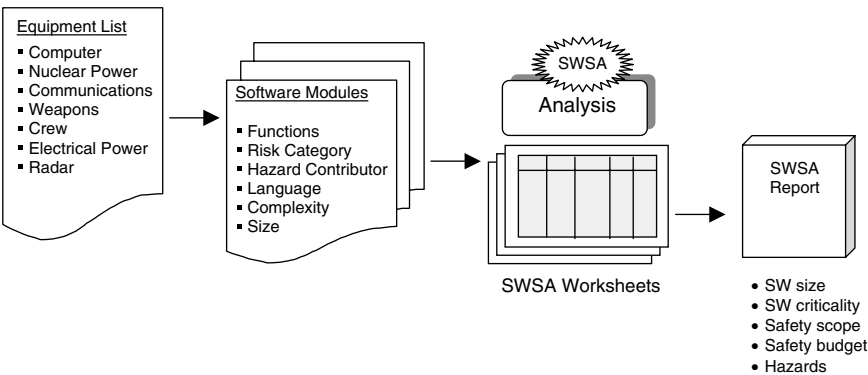 Equipment List
▪ Computer
▪ Nuclear Power
▪ Communications
▪ Weapons
▪ Crew
▪ Electrical Power
▪ Radar
Software Modules
▪ Functions
▪ Risk Category
▪ Hazard Contributor
▪ Language
▪ Complexity
▪ Size
SWSA
Analysis
SWSA Worksheets
SWSA
Report
• SW size
• SW criticality
• Safety scope
• Safety budget
• Hazards